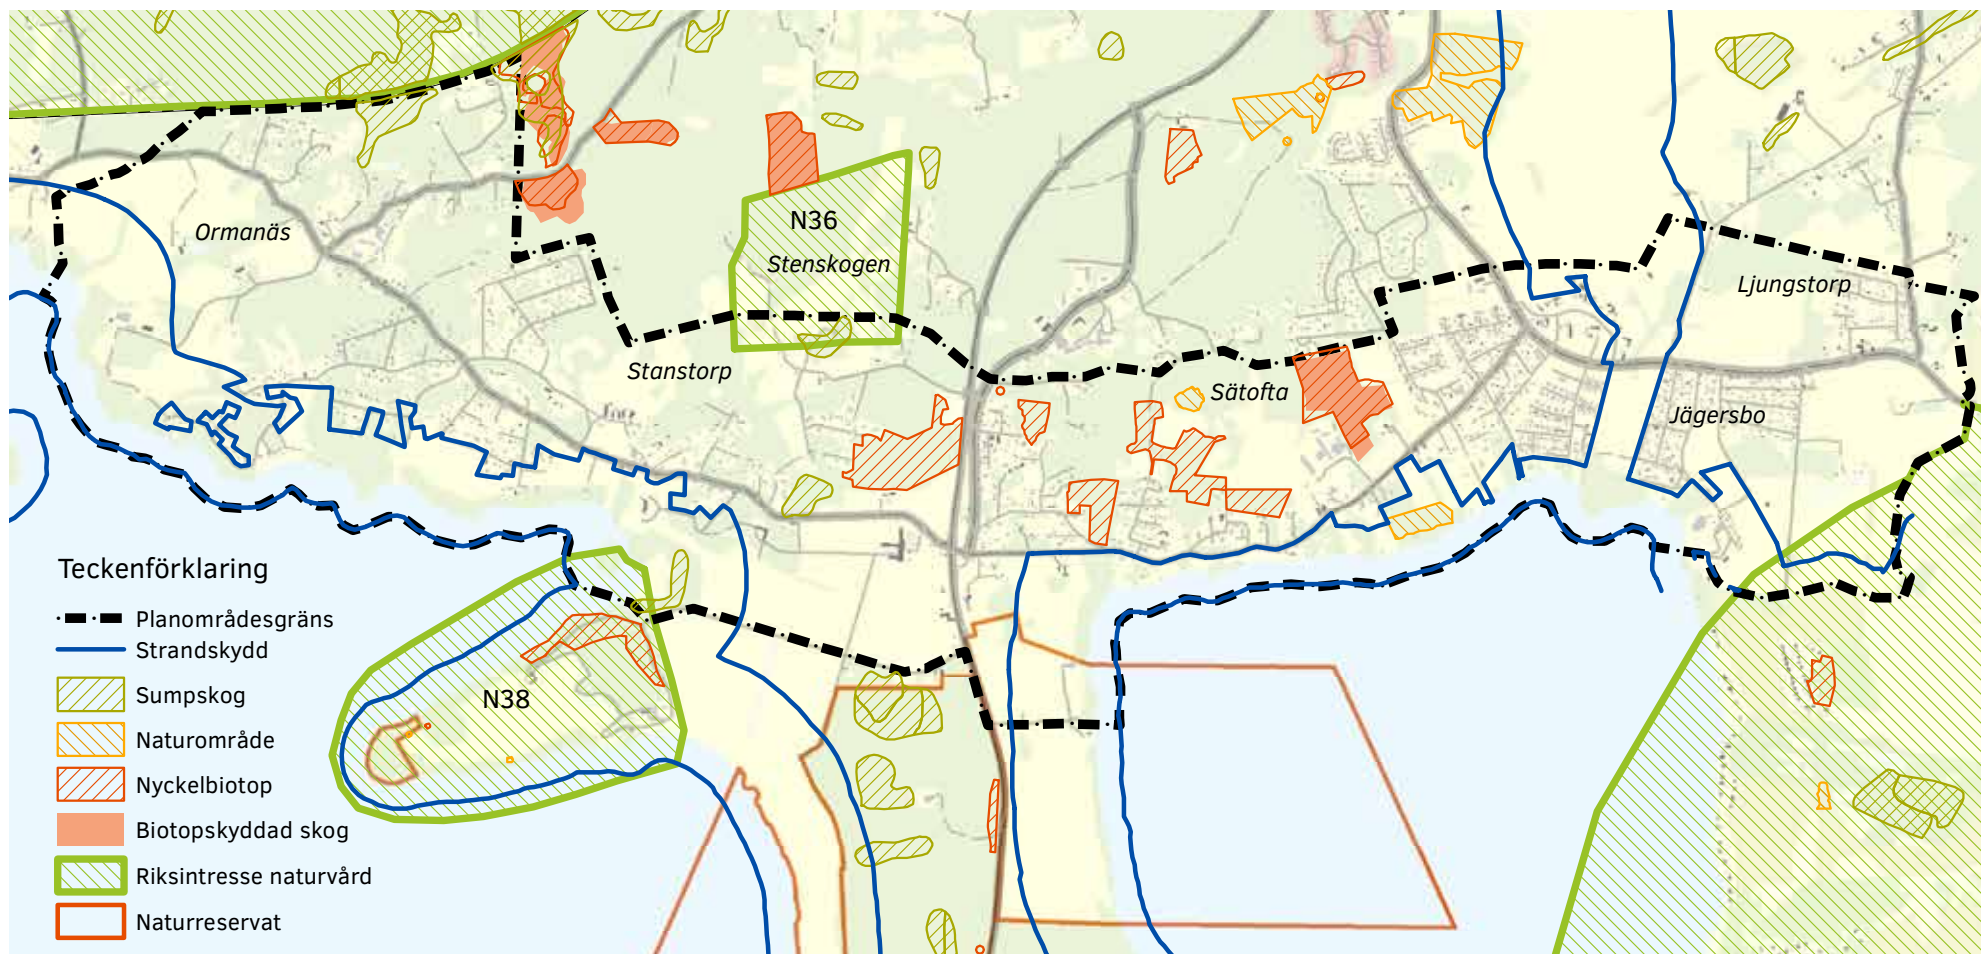 Ormanäs
N36
Stenskogen
Ljungstorp
Stanstorp
Sätofta
Jägersbo
N38
Teckenförklaring
Planområdesgräns
Strandskydd
Sumpskog
Naturområde
Nyckelbiotop
Biotopskyddad skog
Riksintresse naturvård
Naturreservat